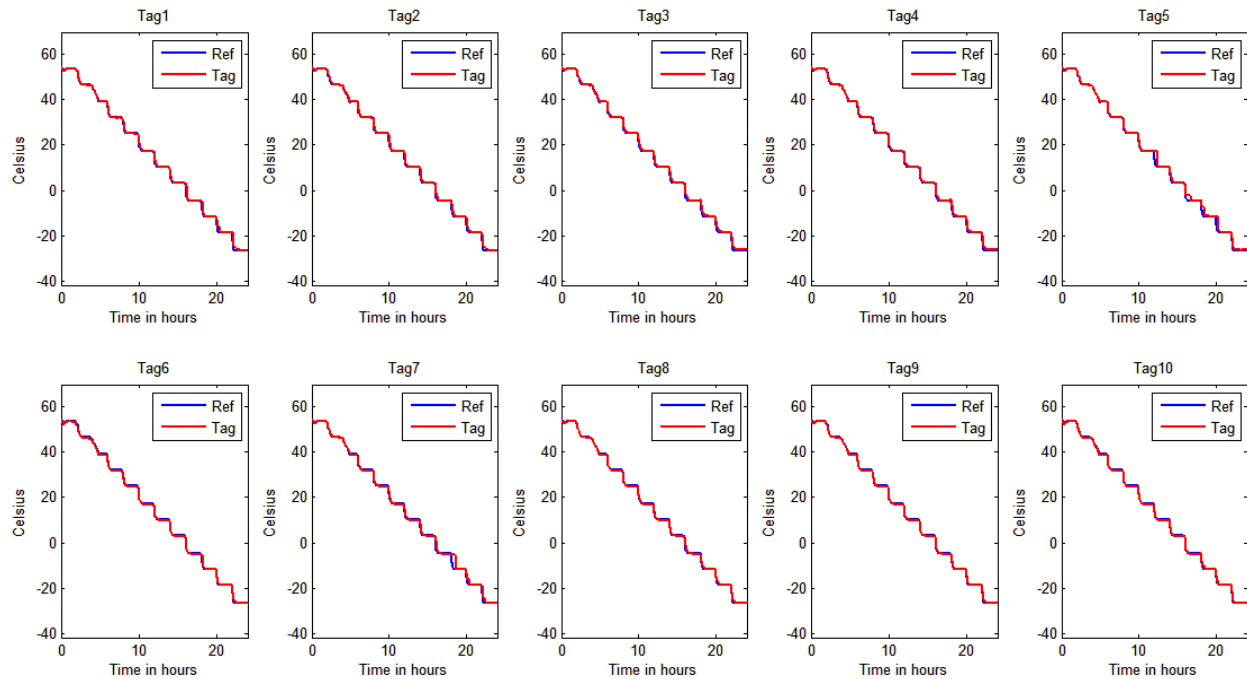 Tag1 Tag2 Tag3 Tag4 Tag5
60 60 60 60 60
Ref Ref Ref Ref Ref
Tag Tag Tag Tag Tag
40 40 40 40 40
20 20 20 20 20
0 0 0 0 0
-20 -20 -20 -20 -20
-40 -40 -40 -40 -40
Celsius Celsius Celsius Celsius Celsius
0 10 20 0 10 20 0 10 20 0 10 20 0 10 20
Time in hours Time in hours Time in hours Time in hours Time in hours
Tag6 Tag7 Tag8 Tag9 Tag10
60 60 60 60 60
Ref Ref Ref Ref Ref
Tag Tag Tag Tag Tag
40 40 40 40 40
20 20 20 20 20
0 0 0 0 0
-20 -20 -20 -20 -20
-40 -40 -40 -40 -40
Celsius Celsius Celsius Celsius Celsius
0 10 20 0 10 20 0 10 20 0 10 20 0 10 20
Time in hours Time in hours Time in hours Time in hours Time in hours